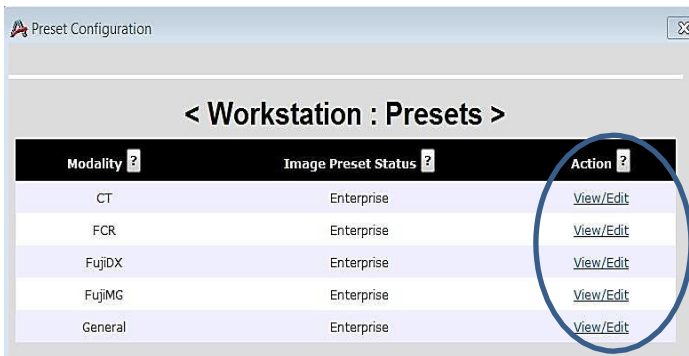 Preset Configuration
< Workstation : Presets >
Modality ? Image Preset Status ? Action ?
CT Enterprise View/Edit
FCR Enterprise View/Edit
FujiDX Enterprise View/Edit
FujiMG Enterprise View/Edit
General Enterprise View/Edit